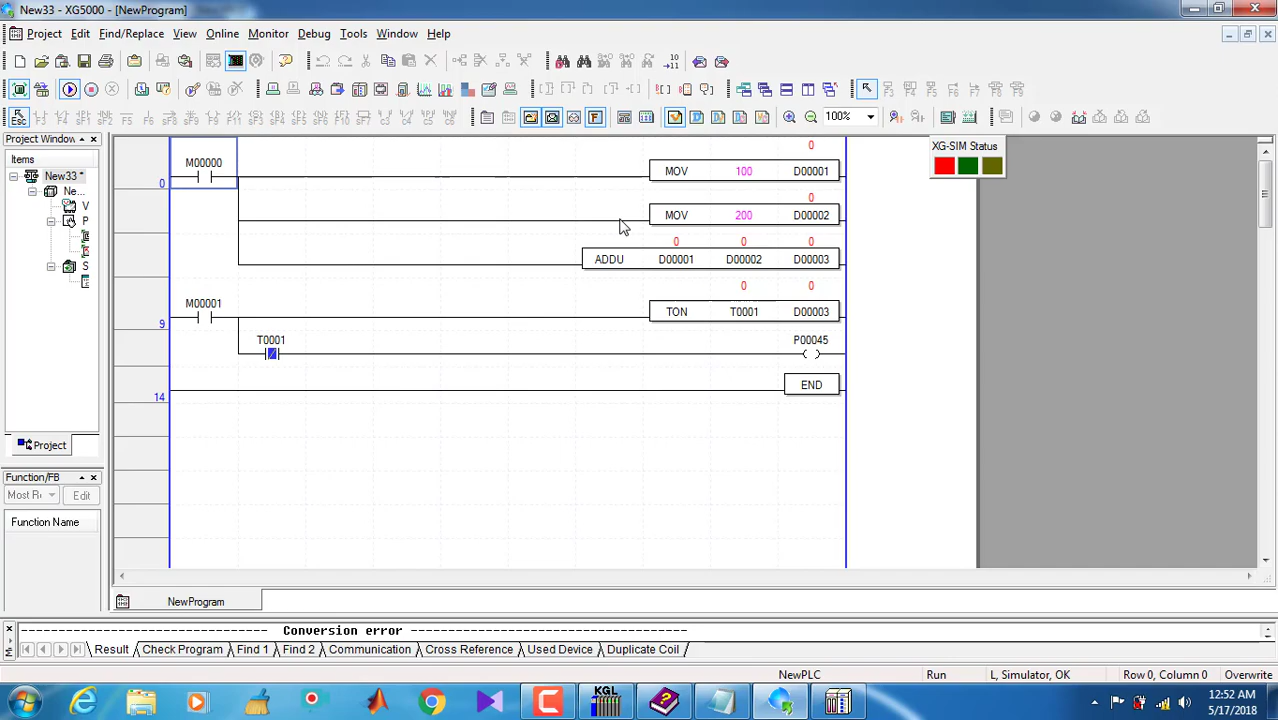 New33 - XG5000 - [NewProgram]
Project Edit Find/Replace View Online Monitor Debug Tools Window Help
100%
Project Window
Items
New33 *
Ne...
V
P
S
Project
Function/FB
Edit
Function Name
XG-SIM Status
0
M00000
0
MOV 100 D00001
0
MOV 200 D00002
0 0 0
ADDU D00001 D00002 D00003
0 0
M00001
9
TON T0001 D00003
T0001
P00045
END
14
NewProgram
Conversion error
Result Check Program Find 1 Find 2 Communication Cross Reference Used Device Duplicate Coil
NewPLC Run L, Simulator, OK Row 0, Column 0 Overwrite
KGL
12:52 AM
5/17/2018